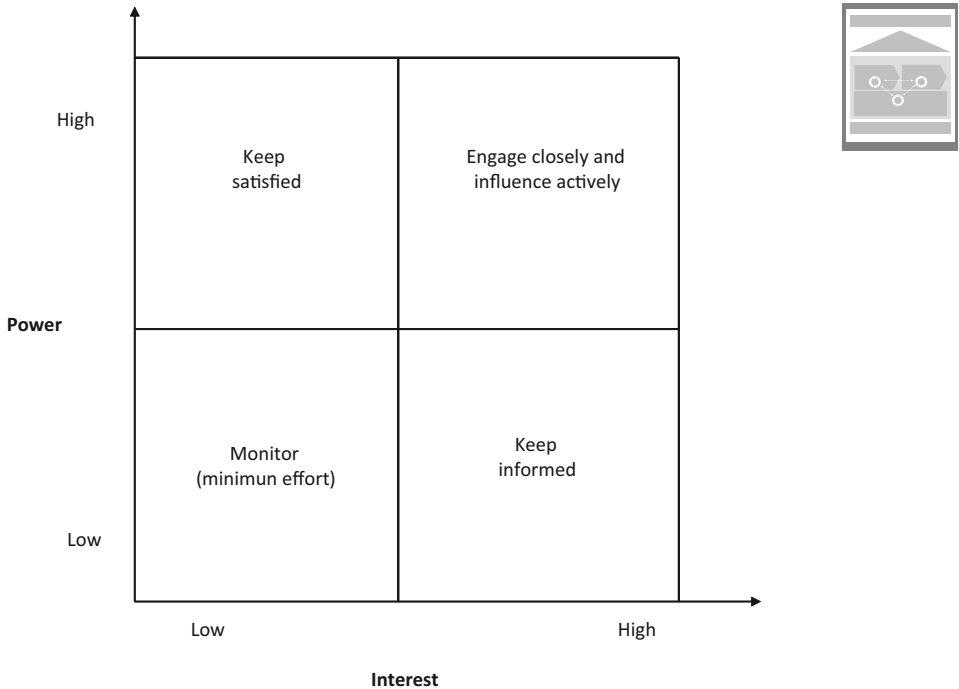 High
Keep
satisfied
Engage closely and
influence actively
Power
Monitor
(minimun effort)
Keep
informed
Low
Low
High
Interest